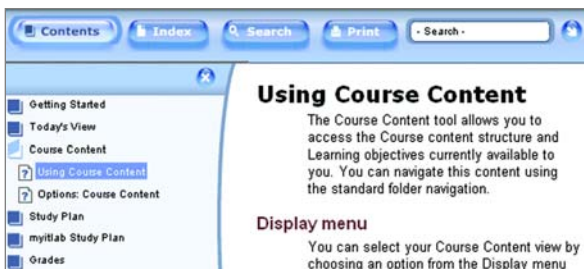 Contents
Index
Search
Print
- Search -
Getting Started
Today's View
Course Content
Using Course Content
Options: Course Content
Study Plan
myitlab Study Plan
Grades
Using Course Content
The Course Content tool allows you to
access the Course content structure and
Learning objectives currently available to
you. You can navigate this content using
the standard folder navigation.
Display menu
You can select your Course Content view by
choosing an option from the Display menu